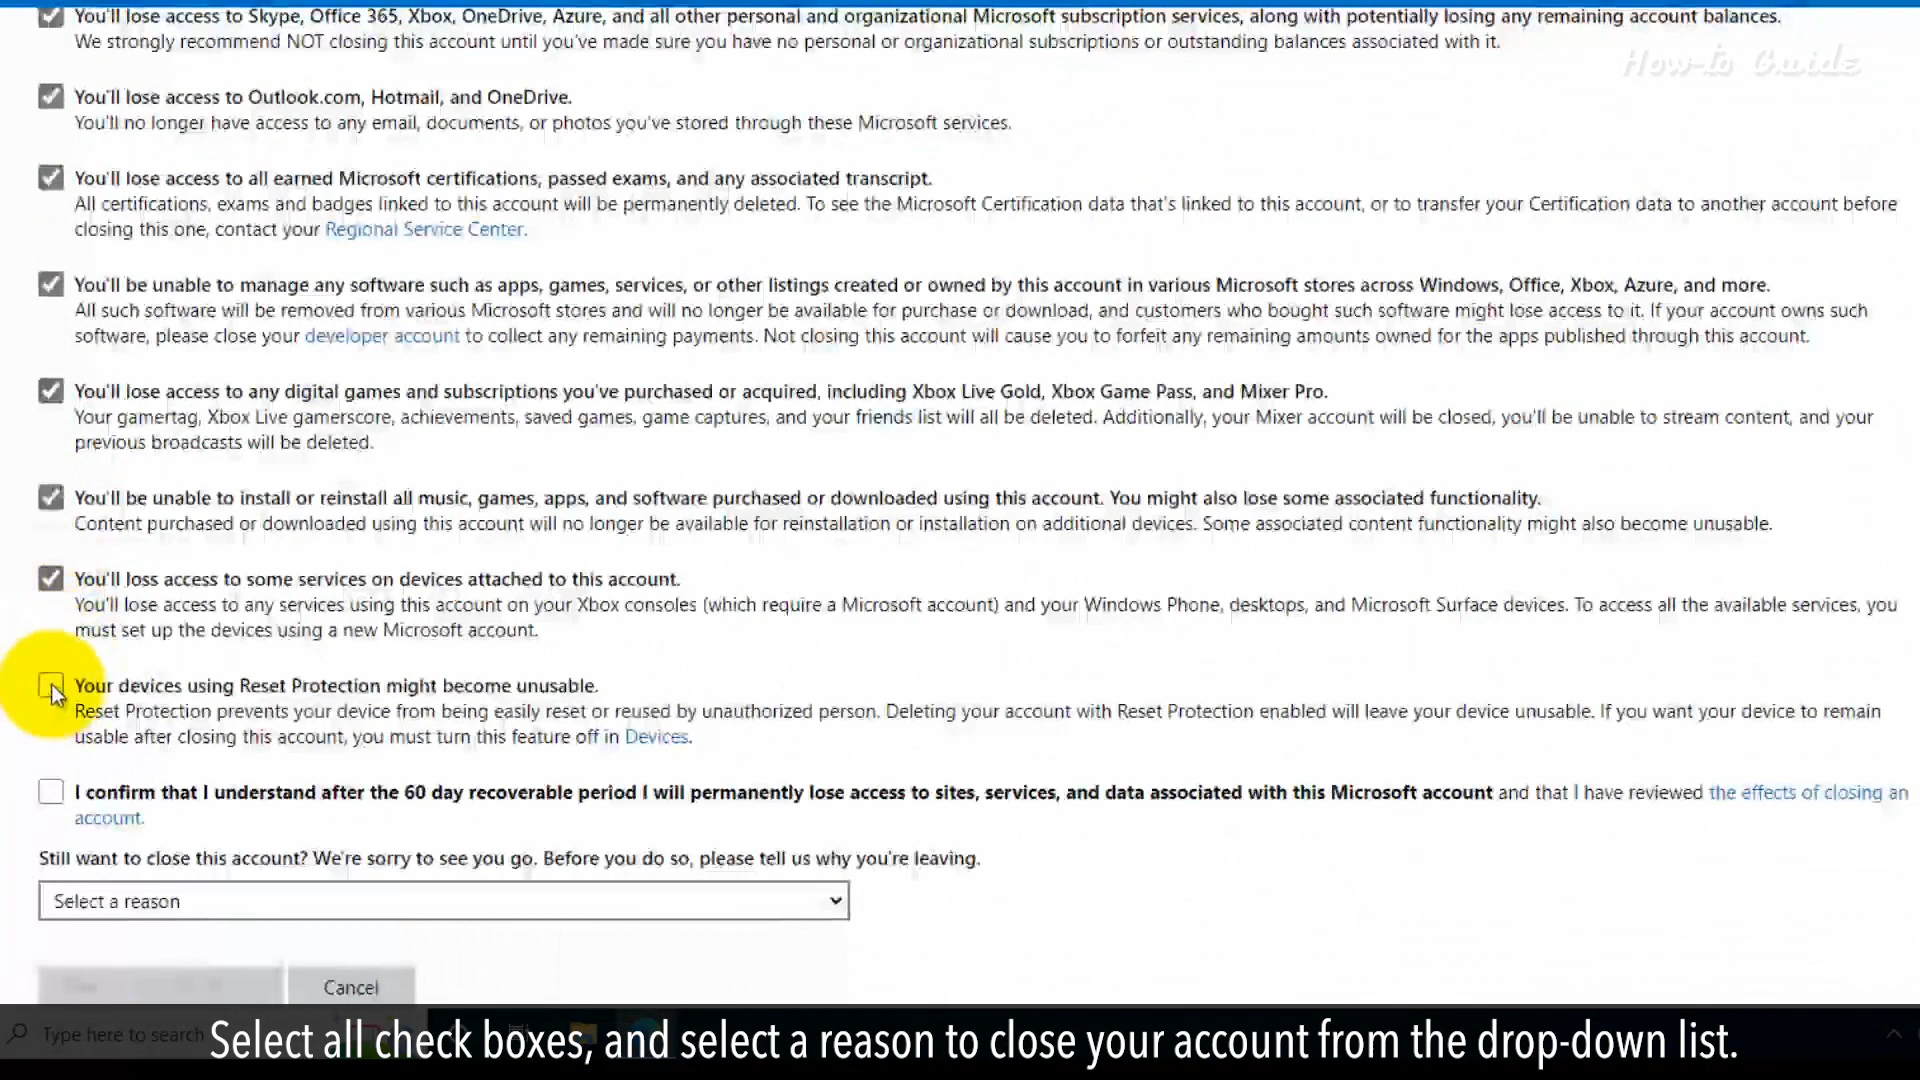 You'll lose access to Skype, Office 365, Xbox, OneDrive, Azure, and all other personal and organizational Microsoft subscription services, along with potentially losing any remaining account balances.
We strongly recommend NOT closing this account until you've made sure you have no personal or organizational subscriptions or outstanding balances associated with it.
How-to Guide
You'll lose access to Outlook.com, Hotmail, and OneDrive.
You'll no longer have access to any email, documents, or photos you've stored through these Microsoft services.
You'll lose access to all earned Microsoft certifications, passed exams, and any associated transcript.
All certifications, exams and badges linked to this account will be permanently deleted. To see the Microsoft Certification data that's linked to this account, or to transfer your Certification data to another account before
closing this one, contact your Regional Service Center.
You'll be unable to manage any software such as apps, games, services, or other listings created or owned by this account in various Microsoft stores across Windows, Office, Xbox, Azure, and more.
All such software will be removed from various Microsoft stores and will no longer be available for purchase or download, and customers who bought such software might lose access to it. If your account owns such
software, please close your developer account to collect any remaining payments. Not closing this account will cause you to forfeit any remaining amounts owned for the apps published through this account.
You'll lose access to any digital games and subscriptions you've purchased or acquired, including Xbox Live Gold, Xbox Game Pass, and Mixer Pro.
Your gamertag, Xbox Live gamerscore, achievements, saved games, game captures, and your friends list will all be deleted. Additionally, your Mixer account will be closed, you'll be unable to stream content, and your
previous broadcasts will be deleted.
You'll be unable to install or reinstall all music, games, apps, and software purchased or downloaded using this account. You might also lose some associated functionality.
Content purchased or downloaded using this account will no longer be available for reinstallation or installation on additional devices. Some associated content functionality might also become unusable.
You'll loss access to some services on devices attached to this account.
You'll lose access to any services using this account on your Xbox consoles (which require a Microsoft account) and your Windows Phone, desktops, and Microsoft Surface devices. To access all the available services, you
must set up the devices using a new Microsoft account.
Your devices using Reset Protection might become unusable.
Reset Protection prevents your device from being easily reset or reused by unauthorized person. Deleting your account with Reset Protection enabled will leave your device unusable. If you want your device to remain
usable after closing this account, you must turn this feature off in Devices.
I confirm that I understand after the 60 day recoverable period I will permanently lose access to sites, services, and data associated with this Microsoft account and that I have reviewed the effects of closing an
account.
Still want to close this account? We're sorry to see you go. Before you do so, please tell us why you're leaving.
Select a reason
Cancel
Type here to search
Select all check boxes, and select a reason to close your account from the drop-down list.